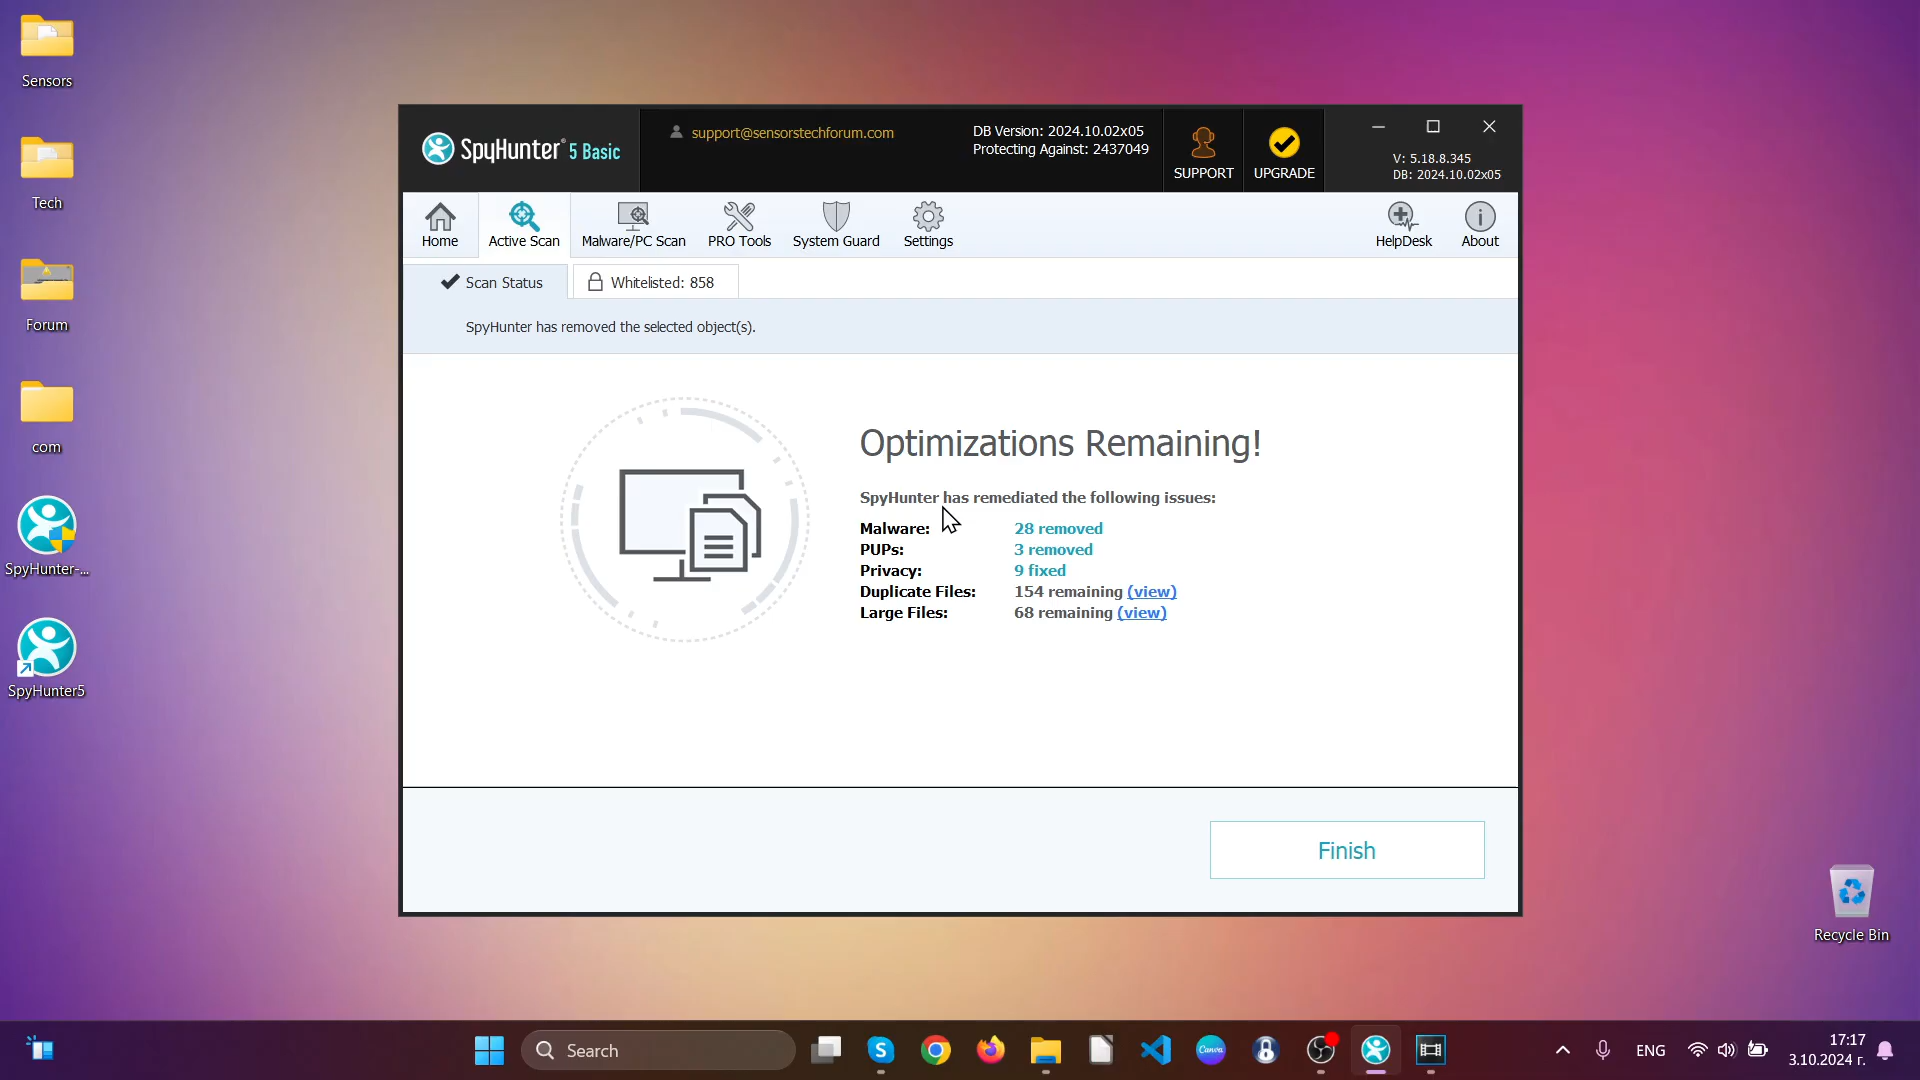 Sensors
Tech
Forum
com
SpyHunter-...
SpyHunter5
SpyHunter® 5 Basic
support@sensorstechforum.com
DB Version: 2024.10.02x05
Protecting Against: 2437049
SUPPORT
UPGRADE
V: 5.18.8.345
DB: 2024.10.02x05
Home
Active Scan
Malware/PC Scan
PRO Tools
System Guard
Settings
HelpDesk
About
Scan Status
Whitelisted: 858
SpyHunter has removed the selected object(s).
Optimizations Remaining!
SpyHunter has remediated the following issues:
Malware: 28 removed
PUPs: 3 removed
Privacy: 9 fixed
Duplicate Files: 154 remaining (view)
Large Files: 68 remaining (view)
Finish
Recycle Bin
Search
Canva
ENG
17:17
3.10.2024 г.